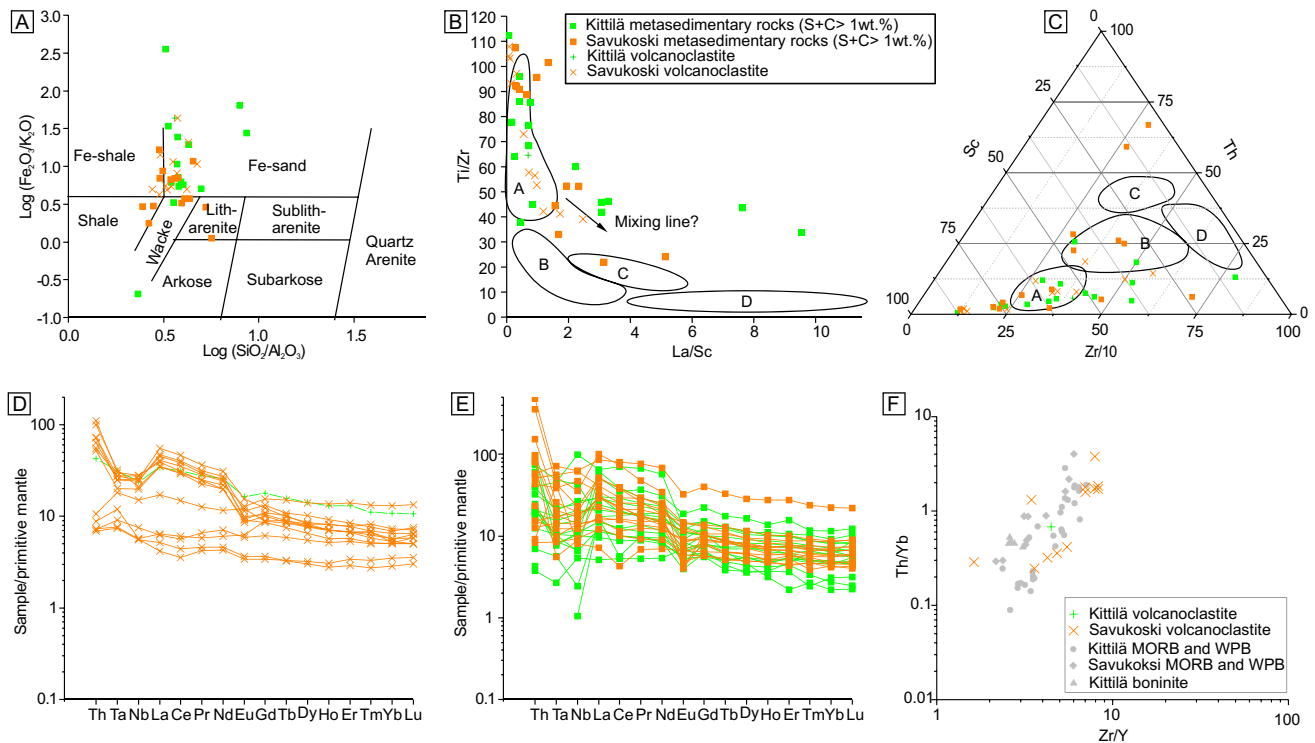 A
Log (Fe2O3/K2O)
3.0
2.5
2.0
1.5
1.0
0.5
0.0
-0.5
-1.0
Fe-shale
Fe-sand
Shale
Wacke
Lith-
arenite
Sublith-
arenite
Arkose
Subarkose
Quartz
Arenite
0.0
0.5
1.0
1.5
Log (SiO2/Al2O3)
B
Kittilä metasedimentary rocks (S+C> 1wt.%)
Savukoski metasedimentary rocks (S+C> 1wt.%)
Kittilä volcanoclastite
Savukoski volcanoclastite
Ti/Zr
120
110
100
90
80
70
60
50
40
30
20
10
0
A
Mixing line?
B
C
D
0
2
4
6
8
10
La/Sc
C
0
100
25
75
Sc
Th
50
50
C
75
D
25
B
A
100
0
0
25
50
75
100
Zr/10
D
Sample/primitive mantle
100
10
1
0.1
Th Ta Nb La Ce Pr Nd Eu Gd Tb Dy Ho Er Tm Yb Lu
E
Sample/primitive mantle
100
10
1
0.1
Th Ta Nb La Ce Pr Nd Eu Gd Tb Dy Ho Er Tm Yb Lu
F
Th/Yb
10
1
0.1
0.01
Kittilä volcanoclastite
Savukoski volcanoclastite
Kittilä MORB and WPB
Savukoksi MORB and WPB
Kittilä boninite
1
10
100
Zr/Y